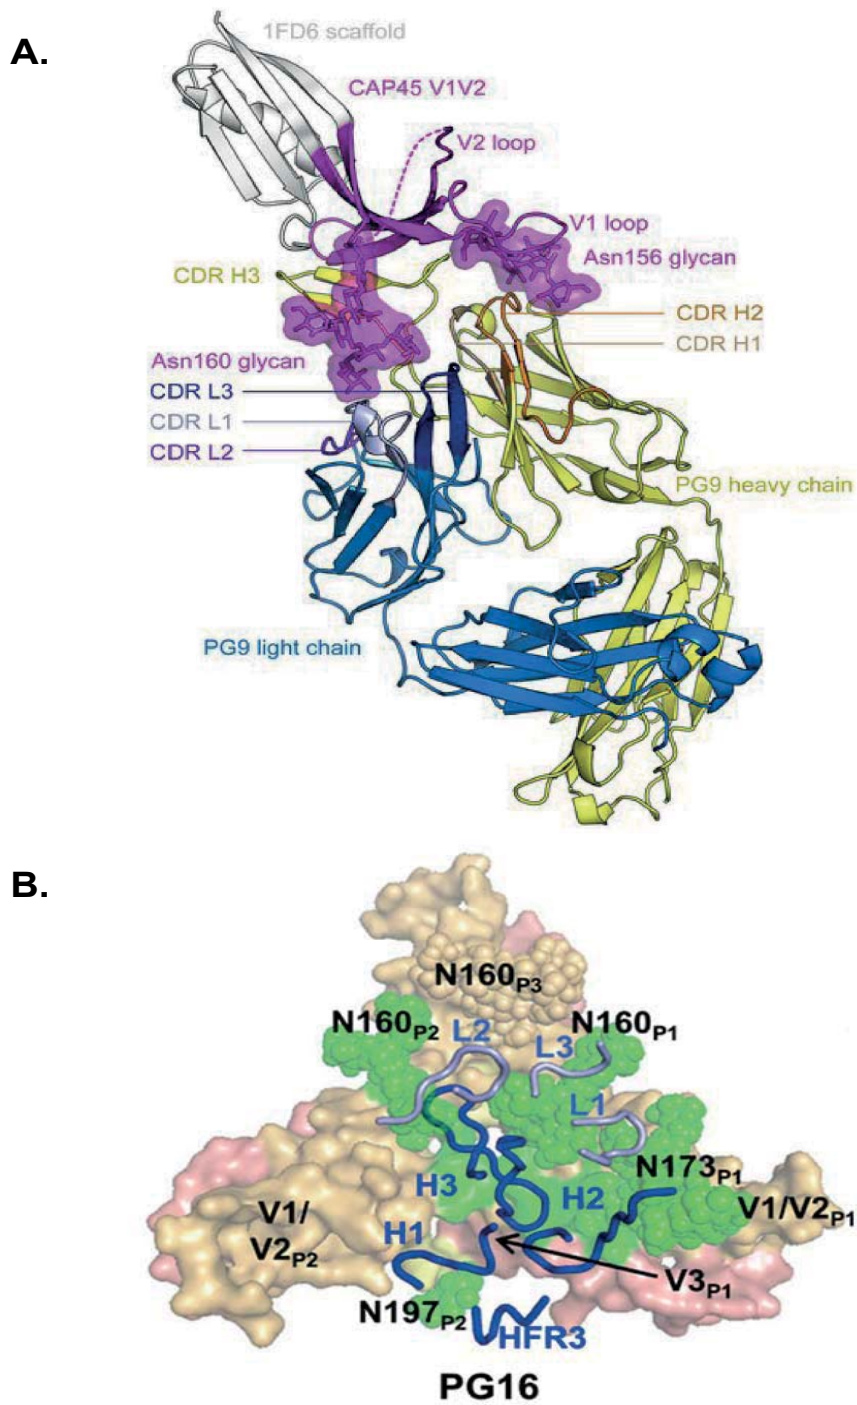 A.
1FD6 scaffold
CAP45 V1V2
V2 loop
V1 loop
Asn156 glycan
CDR H3
CDR H2
CDR H1
Asn160 glycan
CDR L3
CDR L1
CDR L2
PG9 heavy chain
PG9 light chain
B.
N160P3
N160P2
L2
L3
N160P1
L1
N173P1
H3
H2
V1/
V2P2
V1/V2P1
H1
V3P1
N197P2
HFR3
PG16